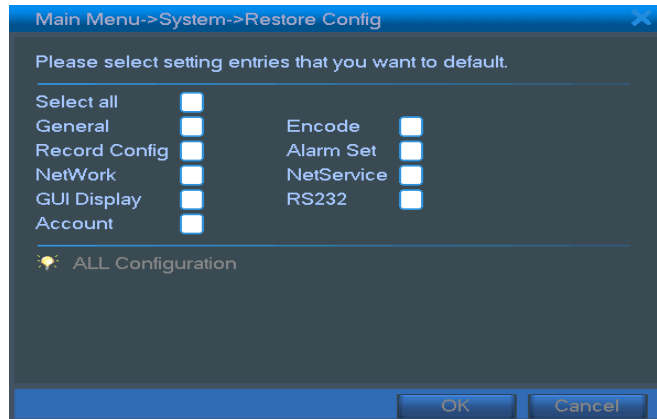 Main Menu->System->Restore Config
Please select setting entries that you want to default.
Select all
General Encode
Record Config Alarm Set
NetWork NetService
GUI Display RS232
Account
ALL Configuration
OK Cancel